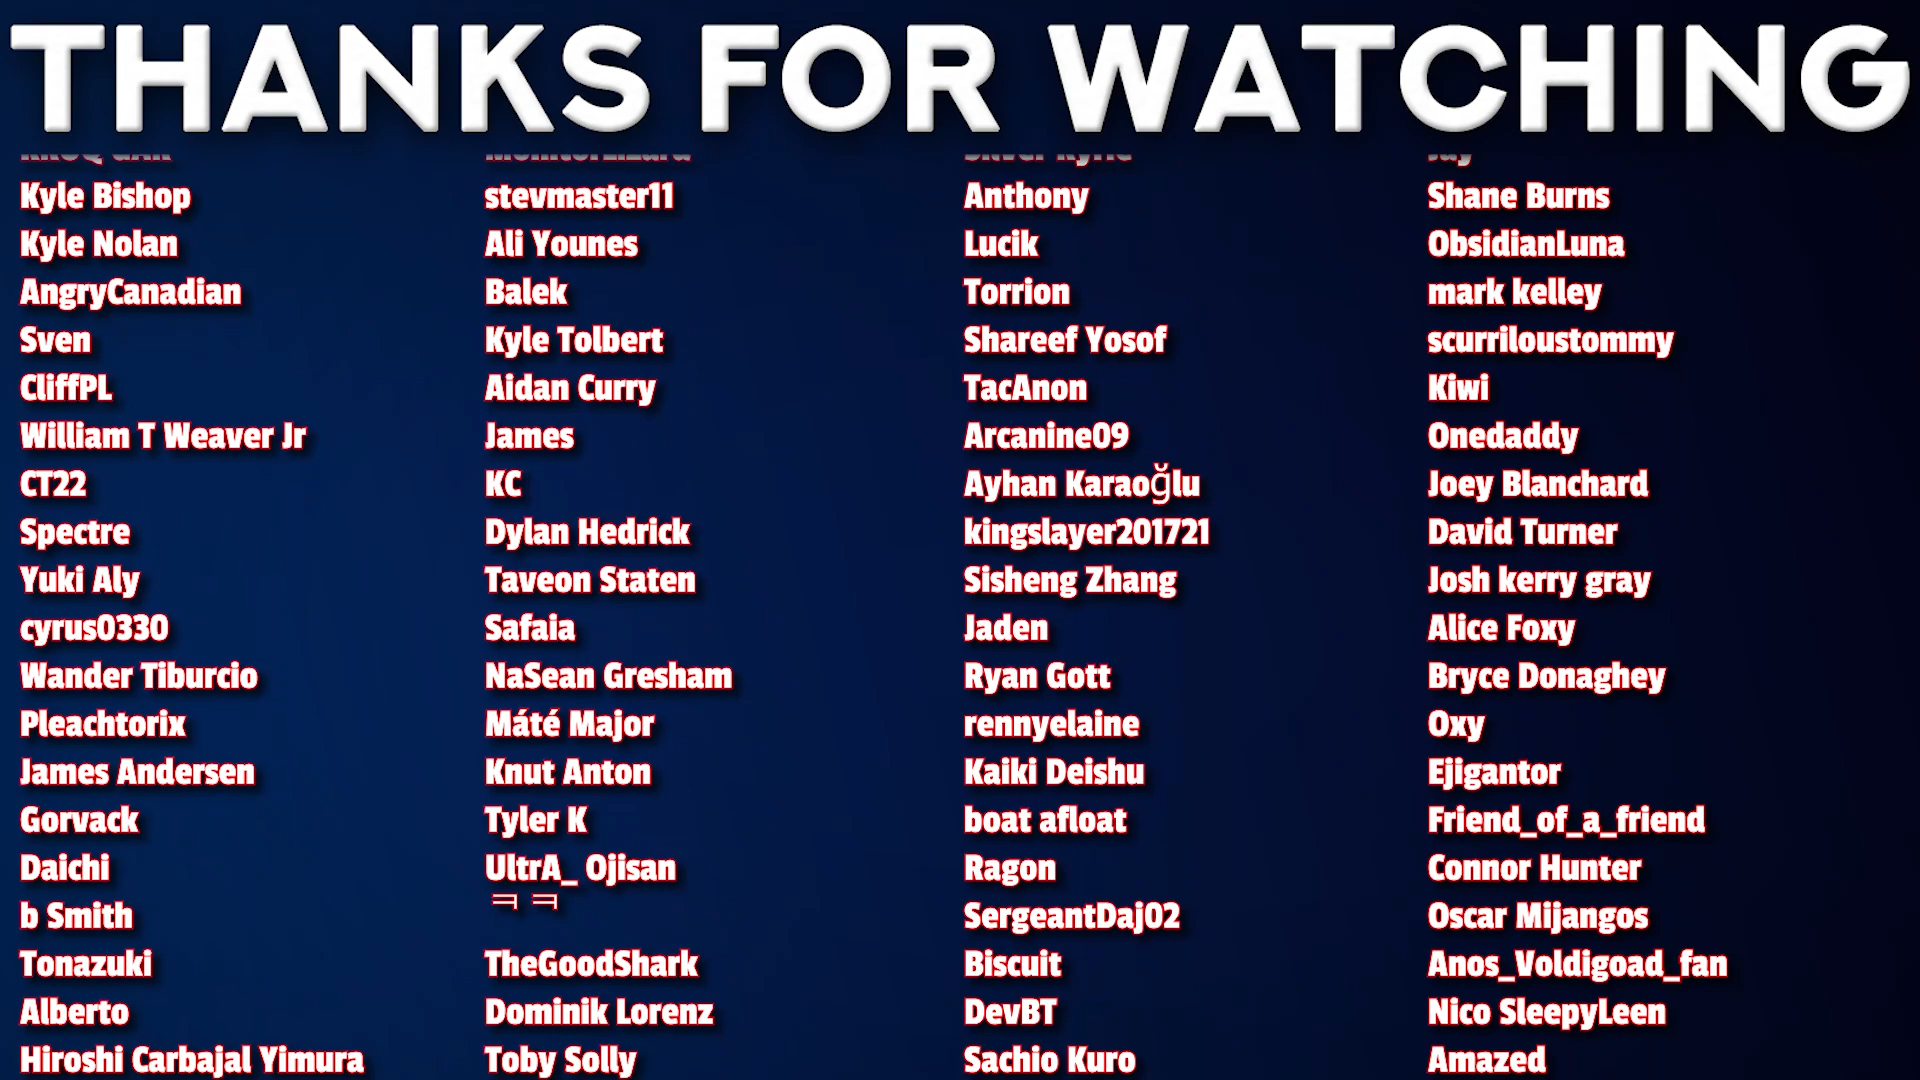 THANKS FOR WATCHING
Kyle Bishop
Kyle Nolan
AngryCanadian
Sven
CliffPL
William T Weaver Jr
CT22
Spectre
Yuki Aly
cyrus0330
Wander Tiburcio
Pleachtorix
James Andersen
Gorvack
Daichi
b Smith
Tonazuki
Alberto
Hiroshi Carbajal Yimura
stevmaster11
Ali Younes
Balek
Kyle Tolbert
Aidan Curry
James
KC
Dylan Hedrick
Taveon Staten
Safaia
NaSean Gresham
Máté Major
Knut Anton
Tyler K
UltrA_ Ojisan
ㅋㅋ
TheGoodShark
Dominik Lorenz
Toby Solly
Anthony
Lucik
Torrion
Shareef Yosof
TacAnon
Arcanine09
Ayhan Karaoğlu
kingslayer201721
Sisheng Zhang
Jaden
Ryan Gott
rennyelaine
Kaiki Deishu
boat afloat
Ragon
SergeantDaj02
Biscuit
DevBT
Sachio Kuro
Shane Burns
ObsidianLuna
mark kelley
scurriloustommy
Kiwi
Onedaddy
Joey Blanchard
David Turner
Josh kerry gray
Alice Foxy
Bryce Donaghey
Oxy
Ejigantor
Friend_of_a_friend
Connor Hunter
Oscar Mijangos
Anos_Voldigoad_fan
Nico SleepyLeen
Amazed